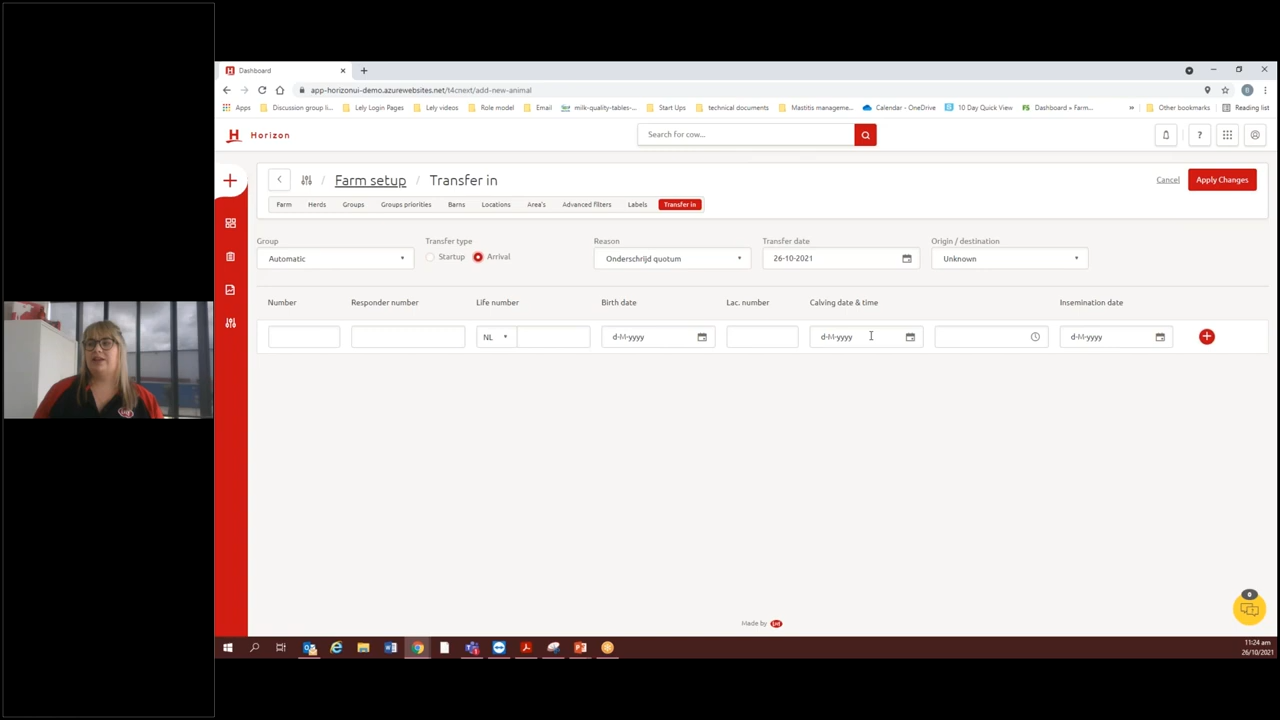 Dashboard
app-horizonui-demo.azurewebsites.net/t4cnext/add-new-animal
Apps Discussion group li... Lely Login Pages Lely videos Role model Email milk-quality-tables-... Start Ups technical documents Mastitis manageme... Calendar - OneDrive 10 Day Quick View Dashboard » Farm... » Other bookmarks Reading list
Horizon
Search for cow...
Farm setup / Transfer in
Cancel
Apply Changes
Farm Herds Groups Groups priorities Barns Locations Area's Advanced filters Labels Transfer in
Group Transfer type Reason Transfer date Origin / destination
Automatic Startup Arrival Onderschrijd quotum 26-10-2021 Unknown
Number Responder number Life number Birth date Lac. number Calving date & time Insemination date
NL d-M-yyyy d-M-yyyy d-M-yyyy
0
Made by Lely
11:24 am
26/10/2021